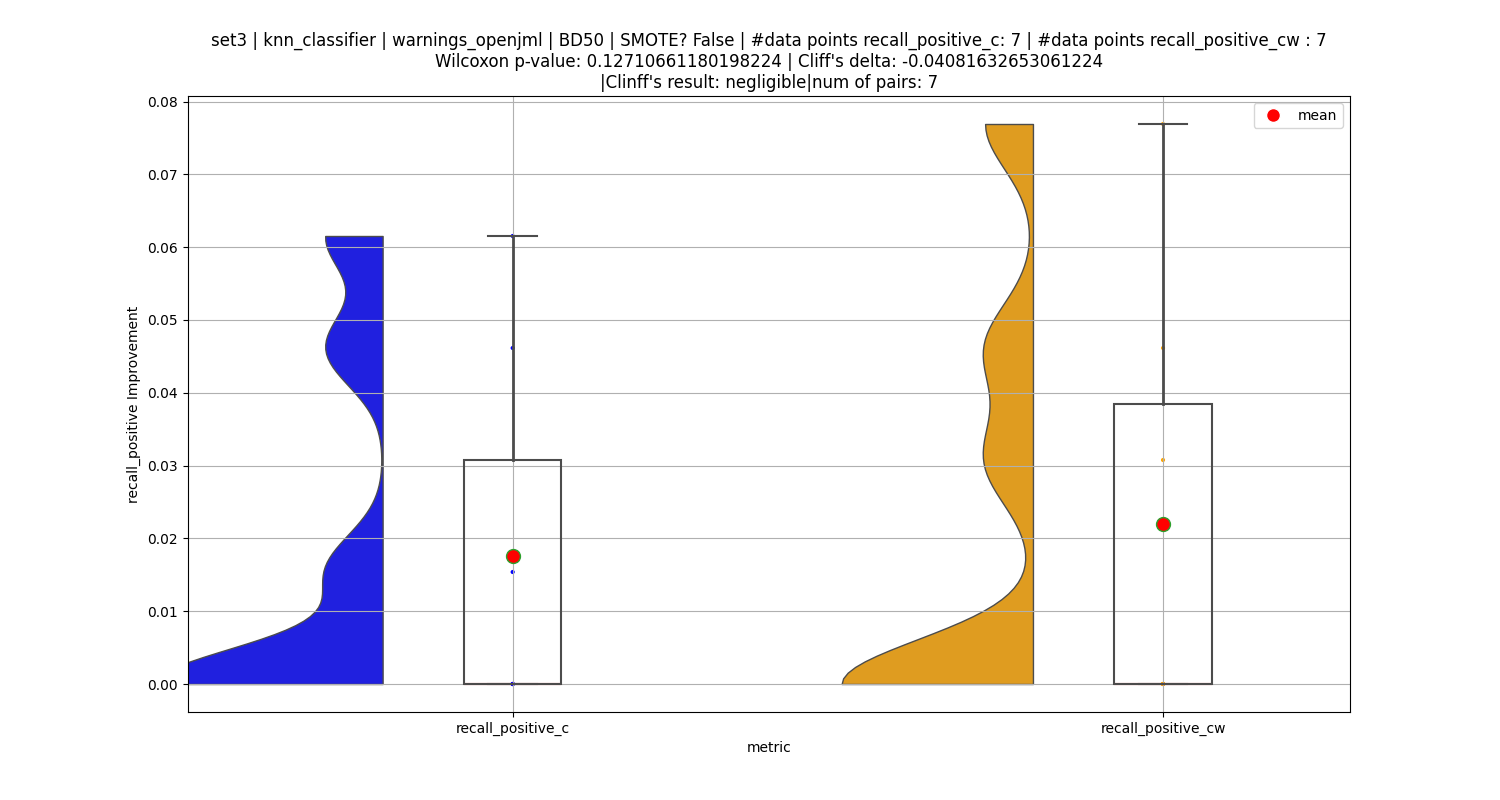 set3 | knn_classifier | warnings_openjml | BD50 | SMOTE? False | #data points recall_positive_c: 7 | #data points recall_positive_cw : 7
Wilcoxon p-value: 0.12710661180198224 | Cliff's delta: -0.04081632653061224
|Clinff's result: negligible|num of pairs: 7
mean
0.08
0.07
0.06
0.05
0.04
0.03
0.02
0.01
0.00
recall_positive Improvement
recall_positive_c
recall_positive_cw
metric